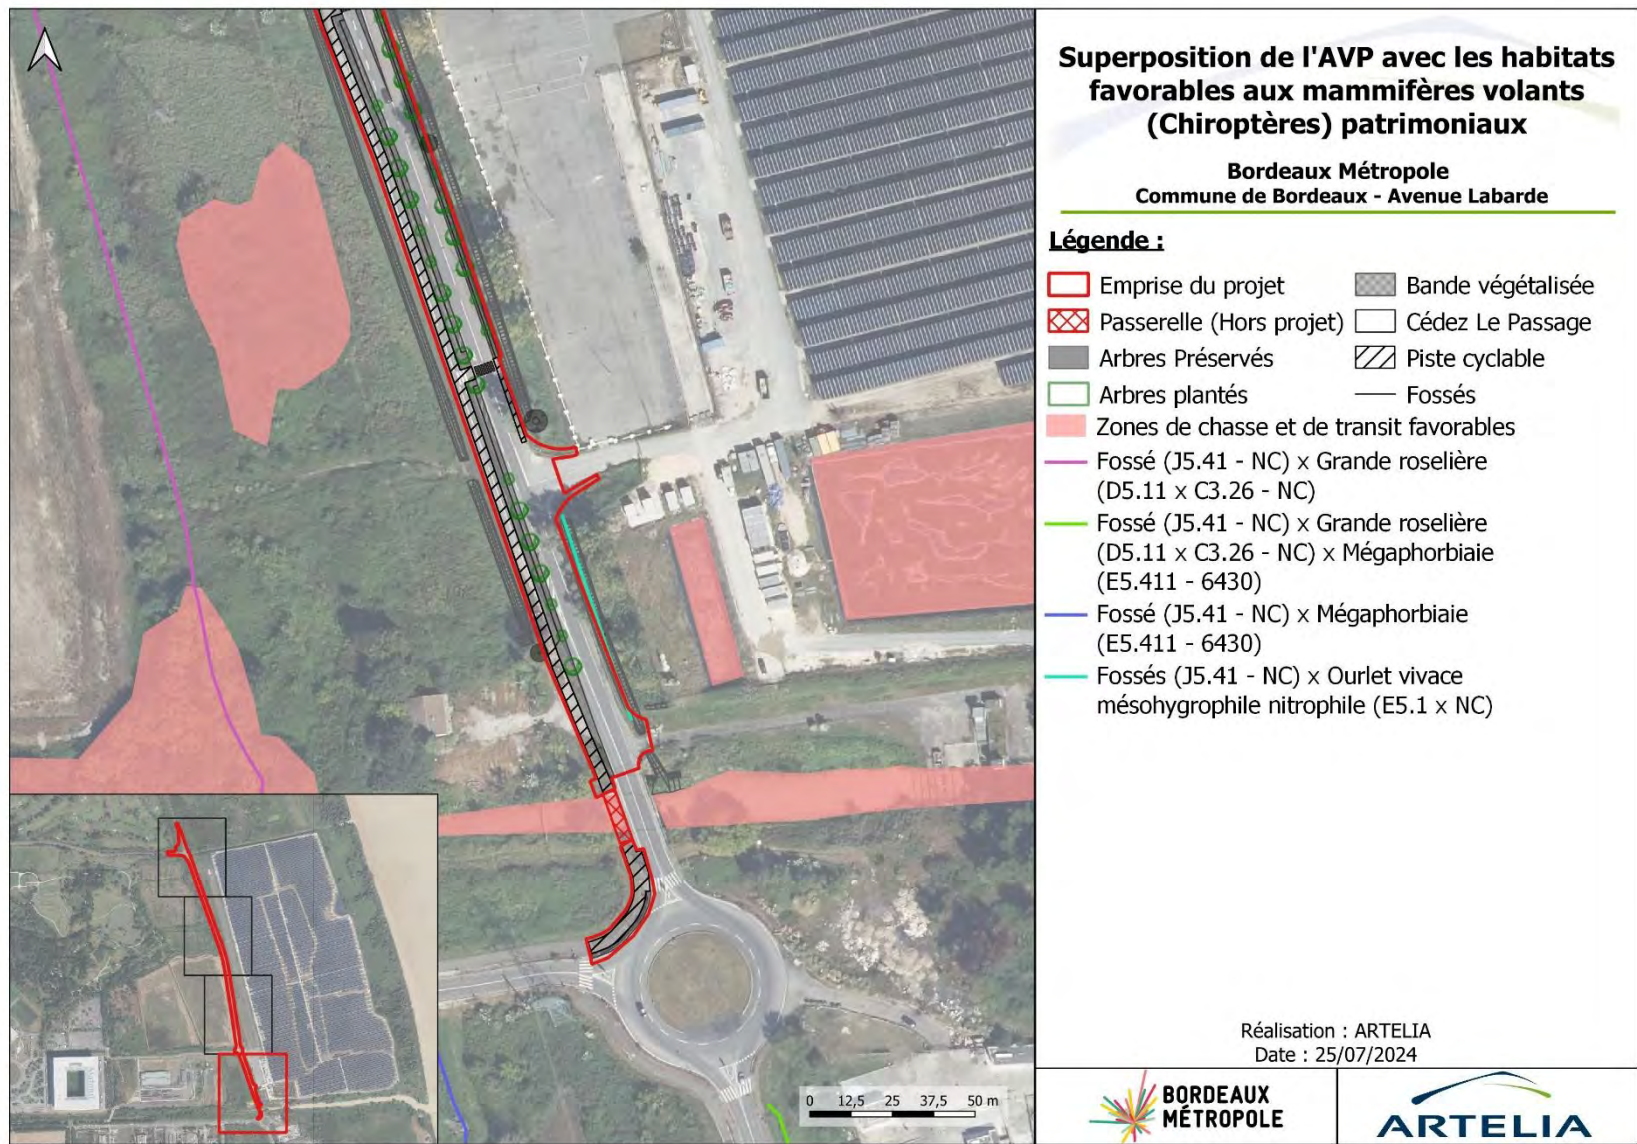 Superposition de l'AVP avec les habitats
favorables aux mammifères volants
(Chiroptères) patrimoniaux
Bordeaux Métropole
Commune de Bordeaux - Avenue Labarde
Légende :
Emprise du projet
Passerelle (Hors projet)
Arbres Préservés
Arbres plantés
Bande végétalisée
Cédez Le Passage
Piste cyclable
Fossés
Zones de chasse et de transit favorables
Fossé (J5.41 - NC) x Grande roselière
(D5.11 x C3.26 - NC)
Fossé (J5.41 - NC) x Grande roselière
(D5.11 x C3.26 - NC) x Mégaphorbiaie
(E5.411 - 6430)
Fossé (J5.41 - NC) x Mégaphorbiaie
(E5.411 - 6430)
Fossés (J5.41 - NC) x Ourlet vivace
mésohygrophile nitrophile (E5.1 x NC)
0 12,5 25 37,5 50 m
Réalisation : ARTELIA
Date : 25/07/2024
BORDEAUX
MÉTROPOLE
ARTELIA